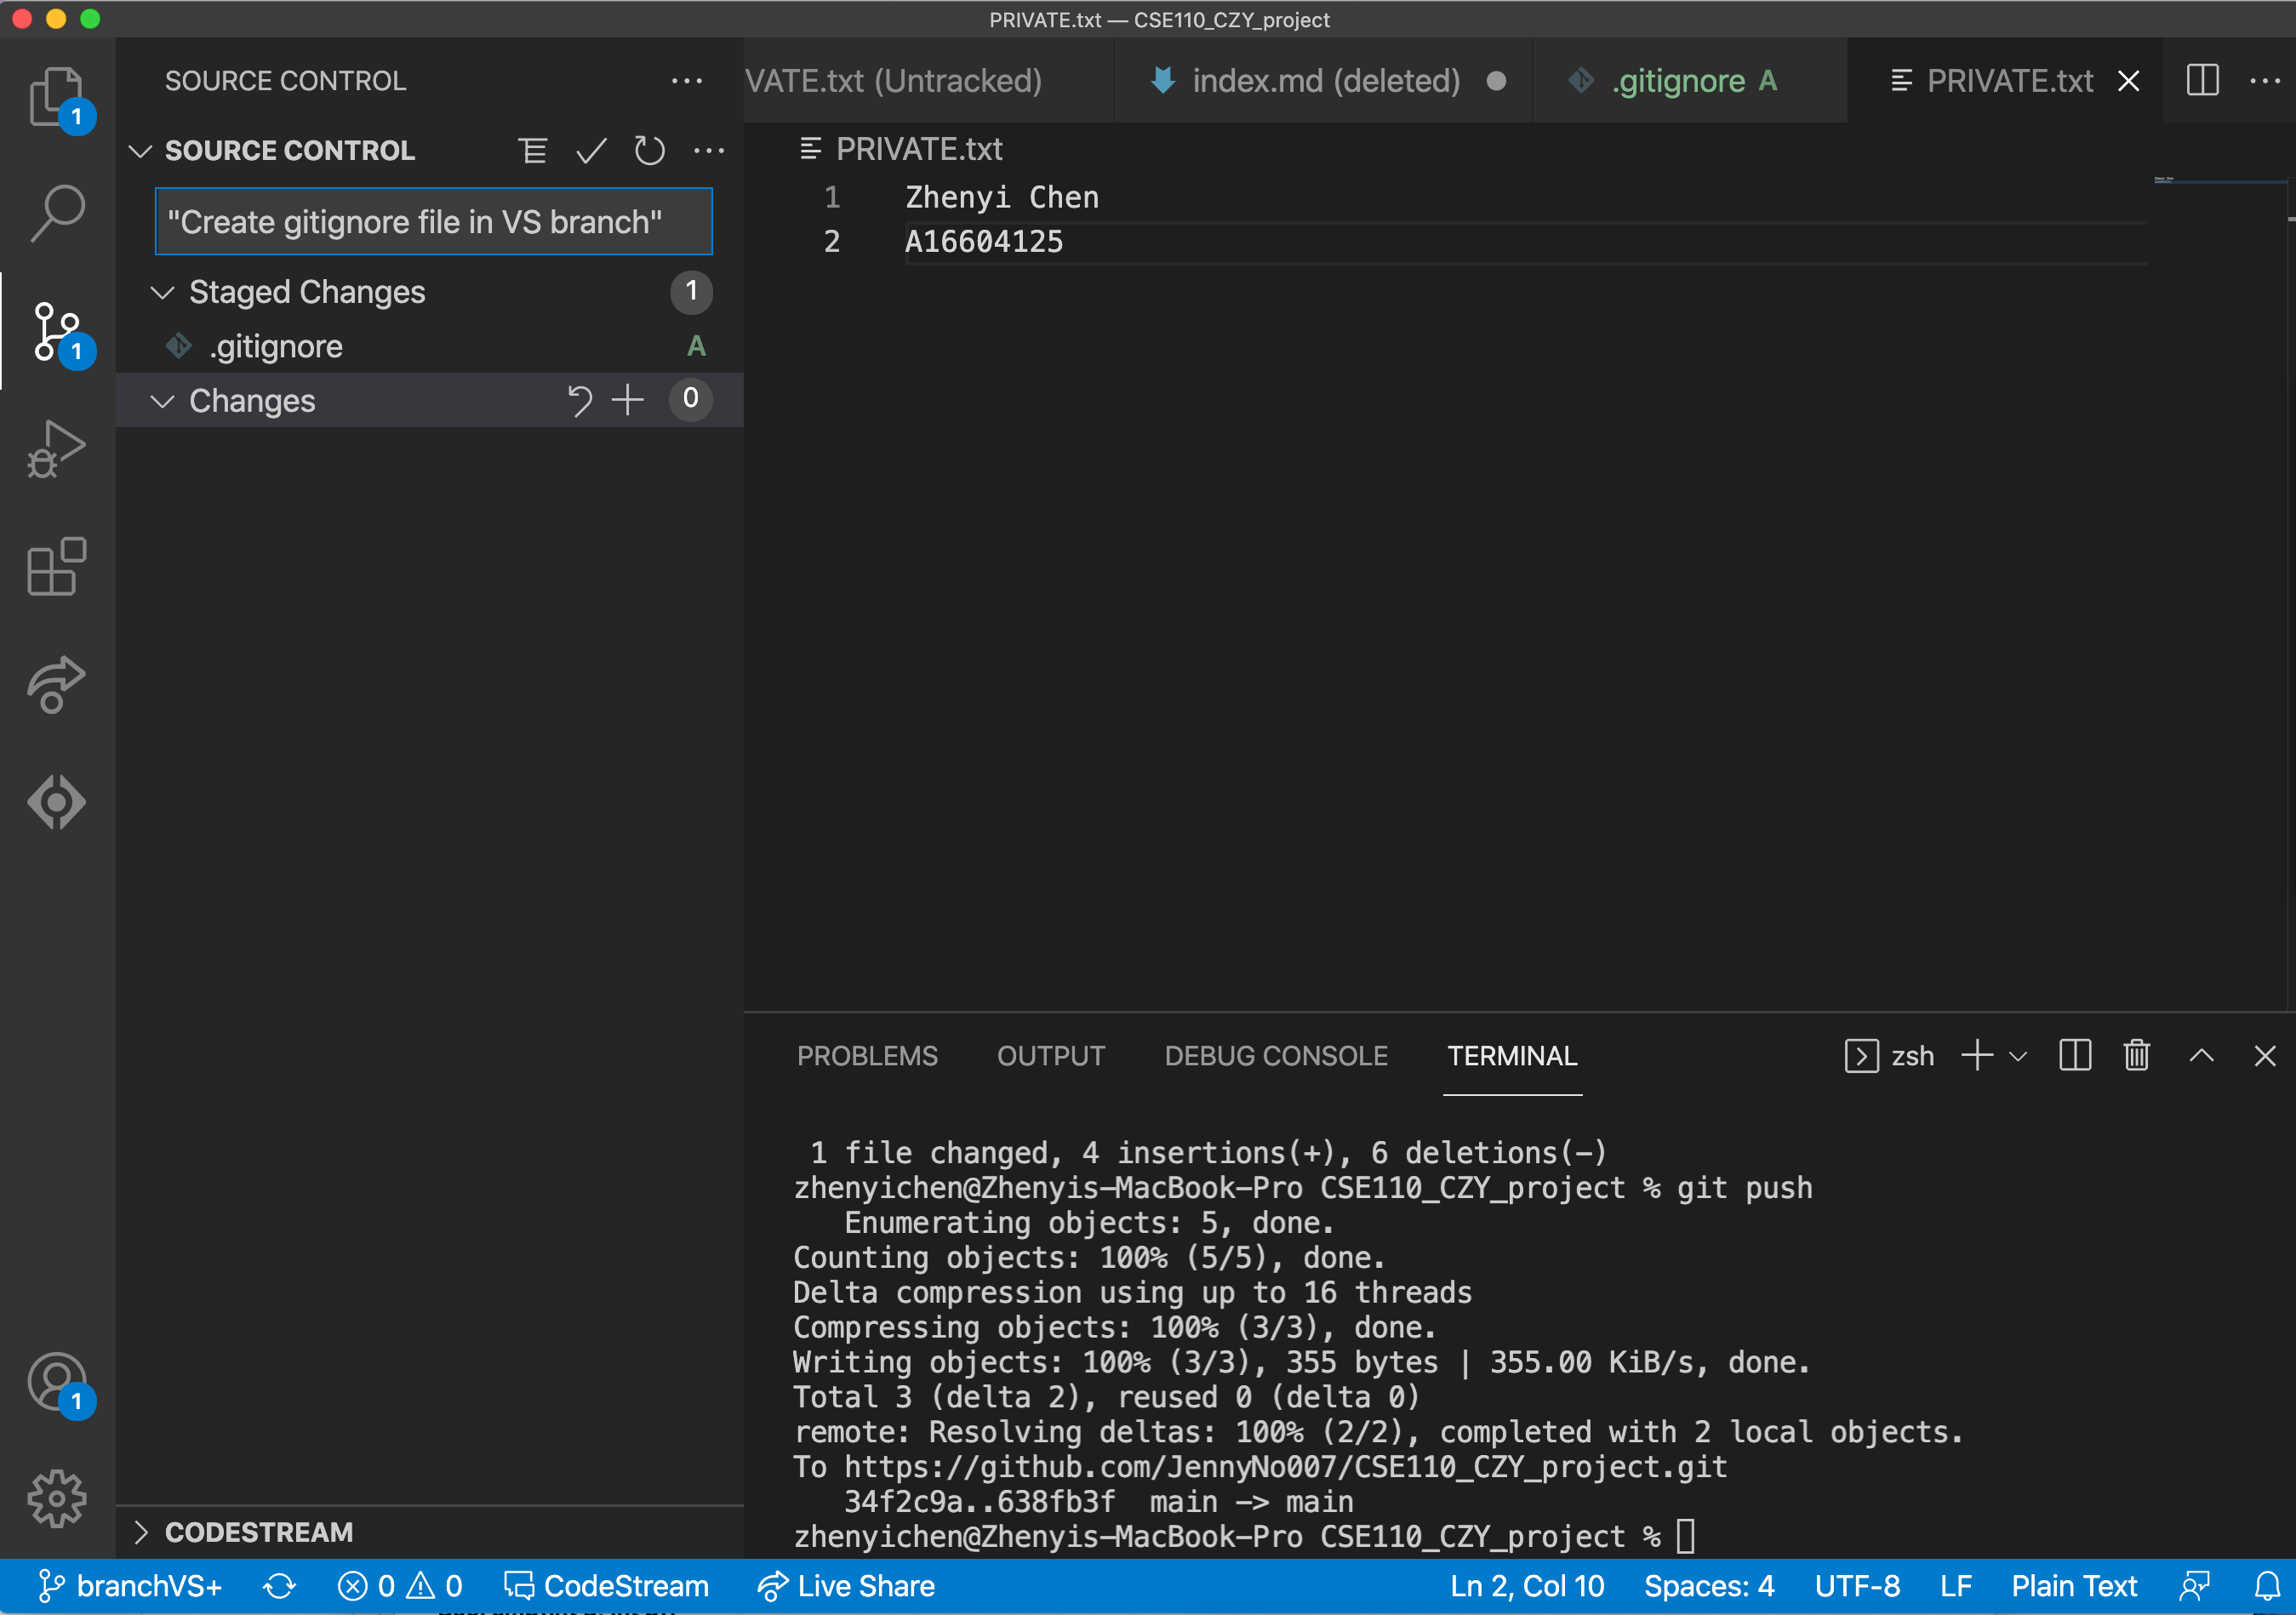 PRIVATE.txt — CSE110_CZY_project
1
SOURCE CONTROL
VATE.txt (Untracked)
index.md (deleted)
.gitignore A
PRIVATE.txt
SOURCE CONTROL
PRIVATE.txt
"Create gitignore file in VS branch"
1 Zhenyi Chen
2 A16604125
Staged Changes 1
.gitignore A
1
Changes 0
PROBLEMS OUTPUT DEBUG CONSOLE TERMINAL zsh
1 file changed, 4 insertions(+), 6 deletions(-)
zhenyichen@Zhenyis-MacBook-Pro CSE110_CZY_project % git push
Enumerating objects: 5, done.
Counting objects: 100% (5/5), done.
Delta compression using up to 16 threads
Compressing objects: 100% (3/3), done.
Writing objects: 100% (3/3), 355 bytes | 355.00 KiB/s, done.
Total 3 (delta 2), reused 0 (delta 0)
remote: Resolving deltas: 100% (2/2), completed with 2 local objects.
To https://github.com/JennyNo007/CSE110_CZY_project.git
34f2c9a..638fb3f main -> main
zhenyichen@Zhenyis-MacBook-Pro CSE110_CZY_project %
1
CODESTREAM
branchVS+ 0 0 CodeStream Live Share Ln 2, Col 10 Spaces: 4 UTF-8 LF Plain Text